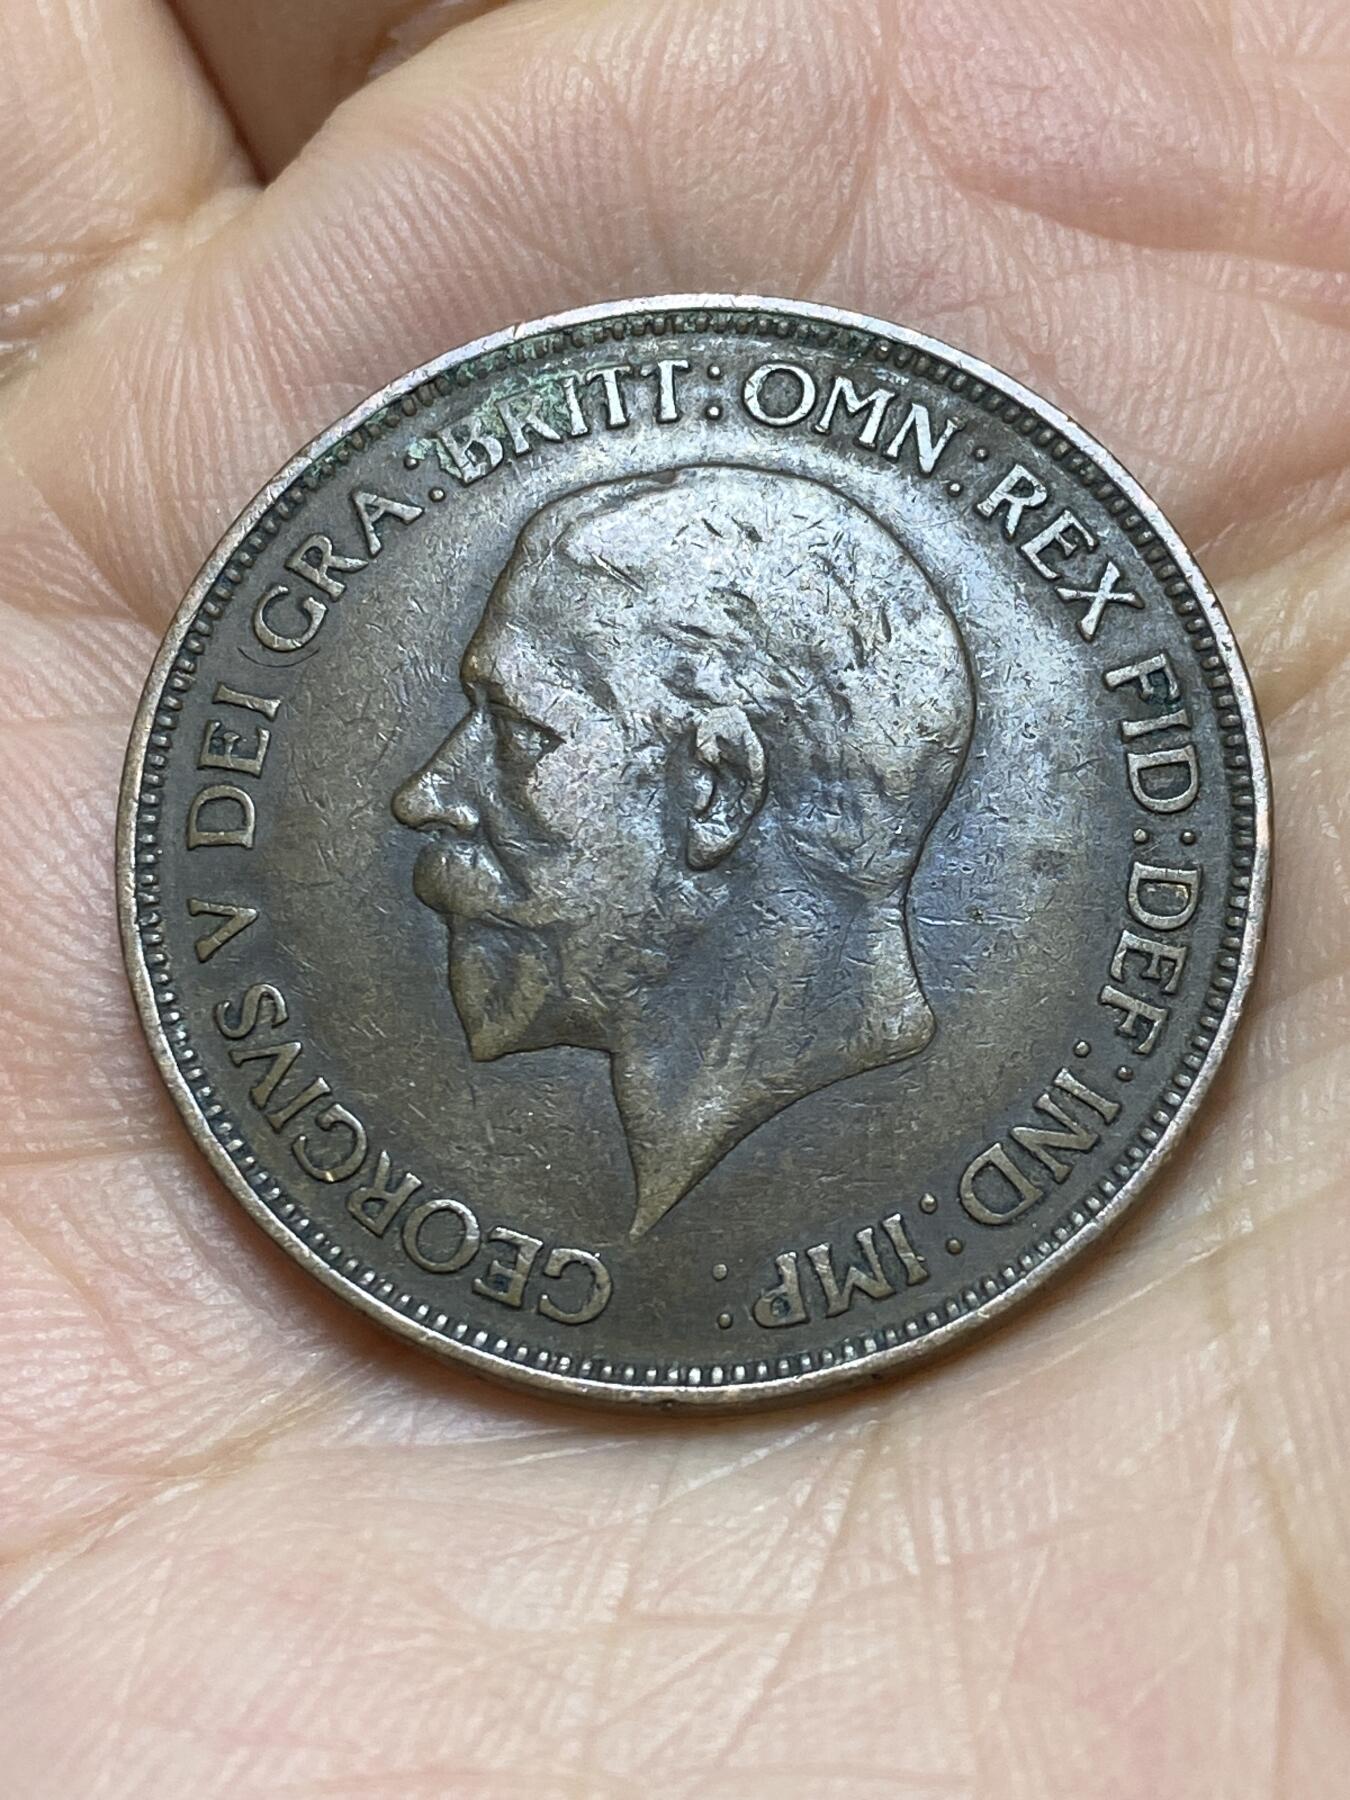 GEORGIVS V DEI GRA: BRITT: OMN: REX FID: DEF: IND: IMP: